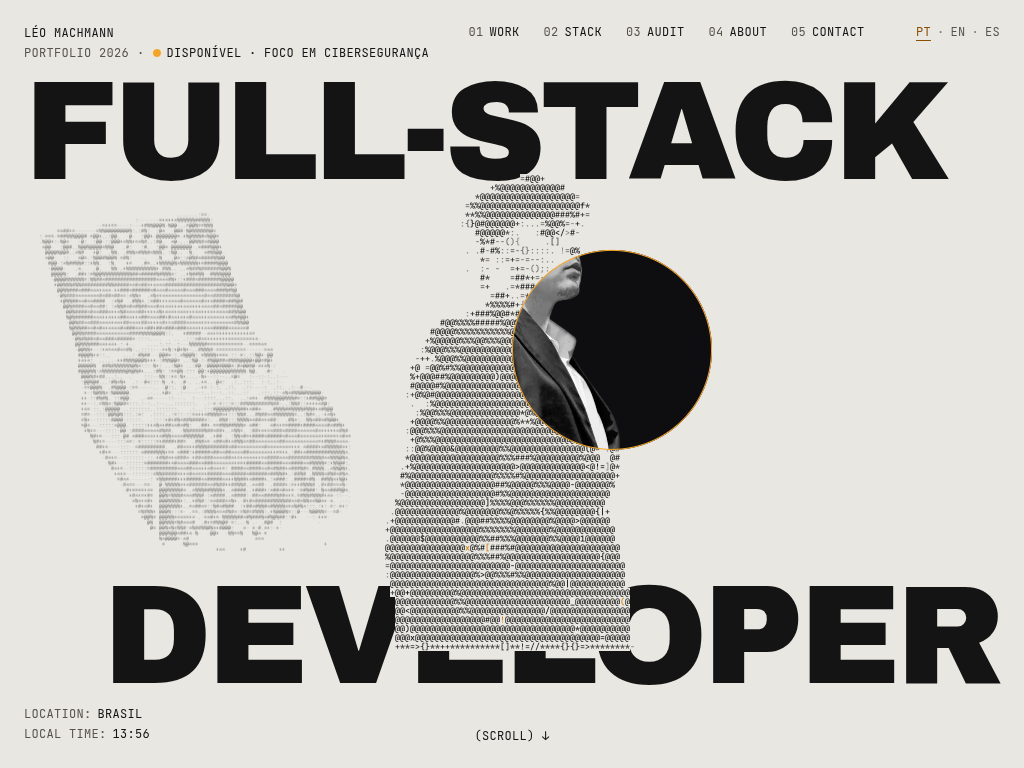 LÉO MACHMANN
PORTFOLIO 2026 · DISPONÍVEL · FOCO EM CIBERSEGURANÇA
01 WORK 02 STACK 03 AUDIT 04 ABOUT 05 CONTACT
PT · EN · ES
FULL-STACK
DEVELOPER
LOCATION: BRASIL
LOCAL TIME: 13:56
(SCROLL) ↓